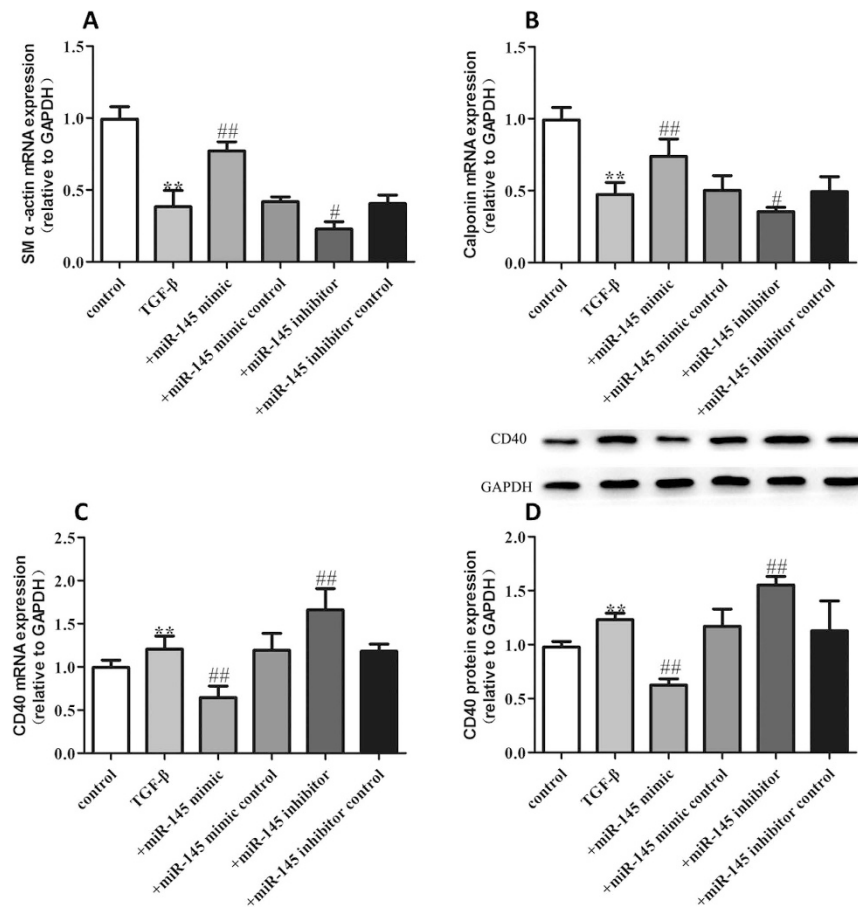 A
SM α-actin mRNA expression
(relative to GAPDH)
1.5
1.0
0.5
0.0
**
##
#
control
TGF-β
+miR-145 mimic
+miR-145 mimic control
+miR-145 inhibitor
+miR-145 inhibitor control
B
Calponin mRNA expression
(relative to GAPDH)
1.5
1.0
0.5
0.0
**
##
#
control
TGF-β
+miR-145 mimic
+miR-145 mimic control
+miR-145 inhibitor
+miR-145 inhibitor control
CD40
GAPDH
C
CD40 mRNA expression
(relative to GAPDH)
2.5
2.0
1.5
1.0
0.5
0.0
**
##
##
control
TGF-β
+miR-145 mimic
+miR-145 mimic control
+miR-145 inhibitor
+miR-145 inhibitor control
D
CD40 protein expression
(relative to GAPDH)
2.0
1.5
1.0
0.5
0.0
**
##
##
control
TGF-β
+miR-145 mimic
+miR-145 mimic control
+miR-145 inhibitor
+miR-145 inhibitor control